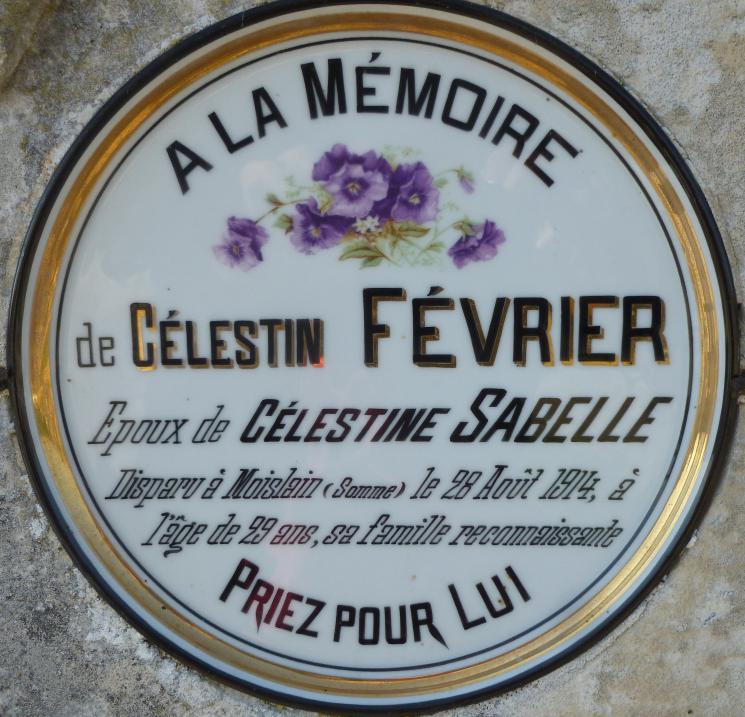 A LA MÉMOIRE
de CÉLESTIN FÉVRIER
Epoux de CÉLESTINE SABELLE
Disparu à Moislain (Somme) le 28 Août 1914, à
l'âge de 29 ans, sa famille reconnaissante
PRIEZ POUR LUI